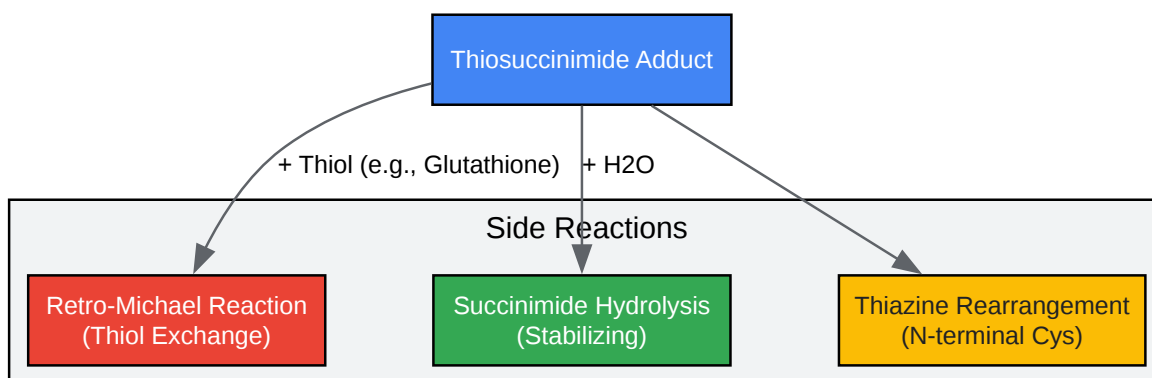 Thiosuccinimide Adduct
+ Thiol (e.g., Glutathione)
+ H2O
Side Reactions
Retro-Michael Reaction
(Thiol Exchange)
Succinimide Hydrolysis
(Stabilizing)
Thiazine Rearrangement
(N-terminal Cys)